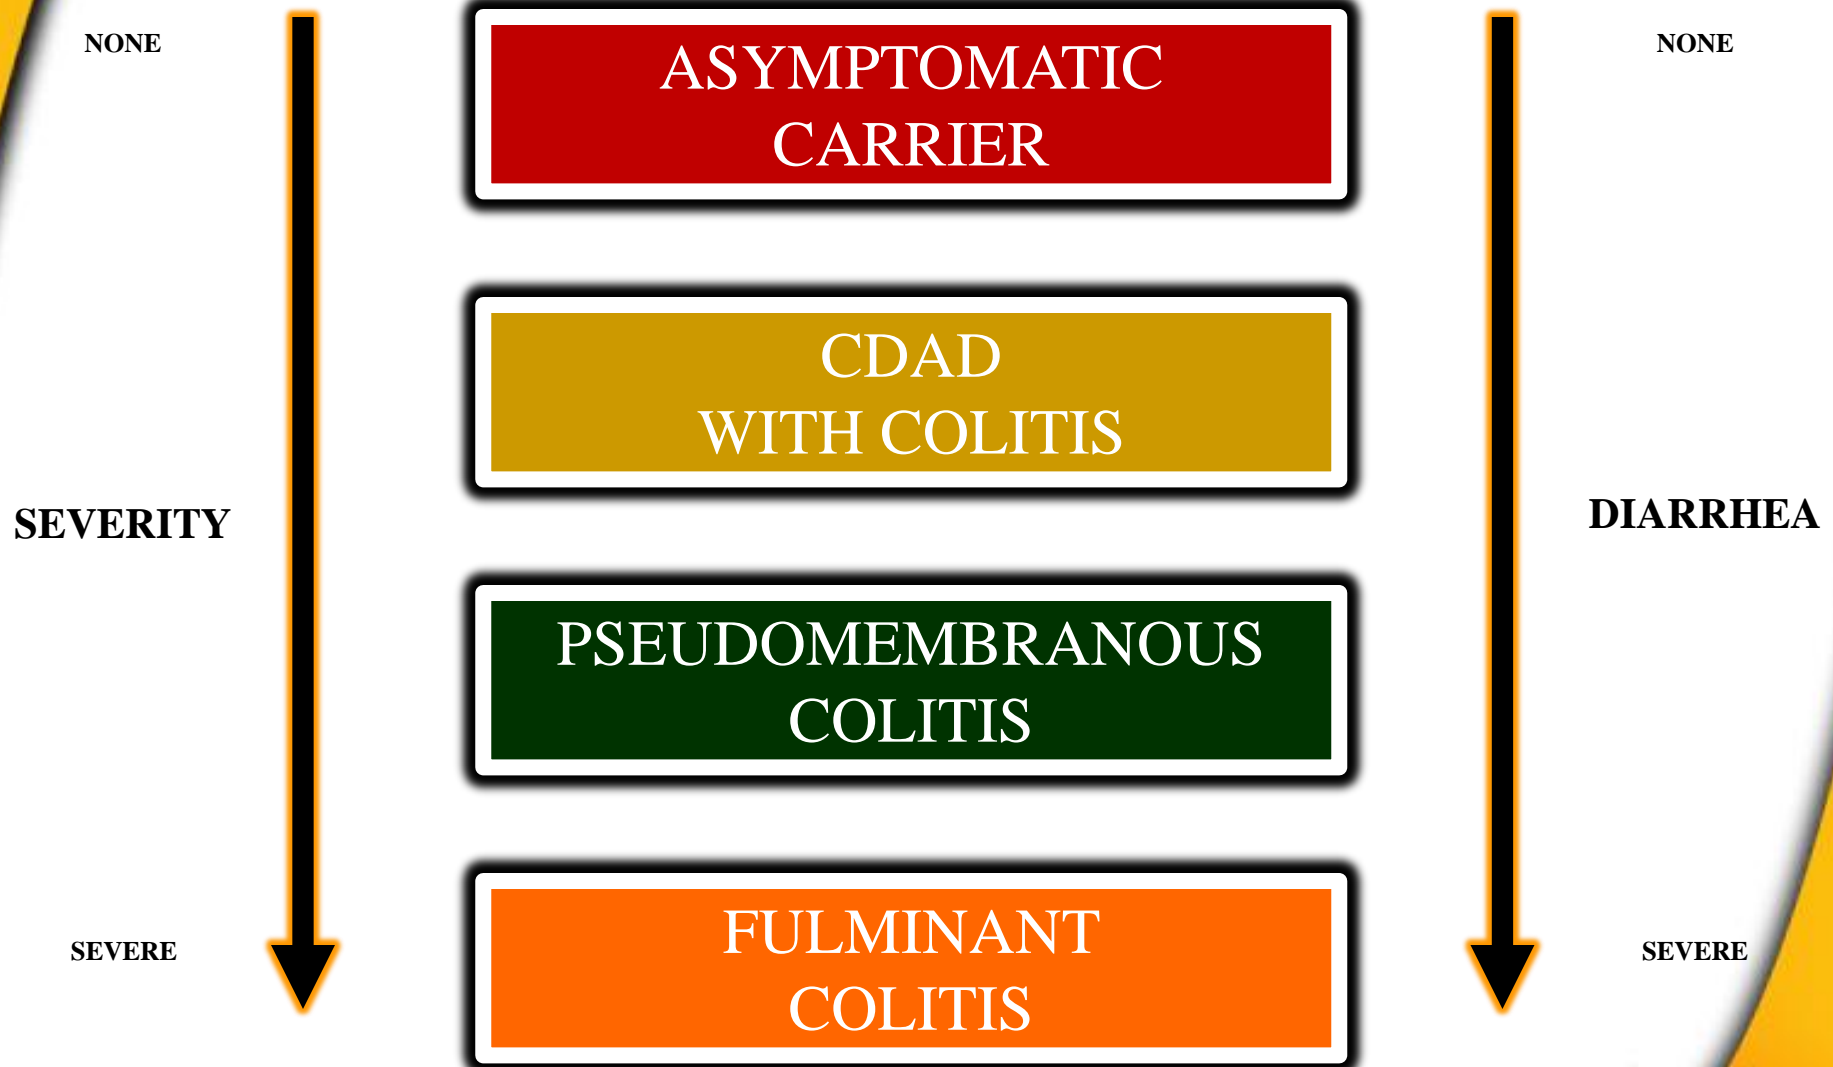 NONE
NONE
ASYMPTOMATIC
CARRIER
CDAD
WITH COLITIS
SEVERITY
DIARRHEA
PSEUDOMEMBRANOUS
COLITIS
SEVERE
SEVERE
FULMINANT
COLITIS